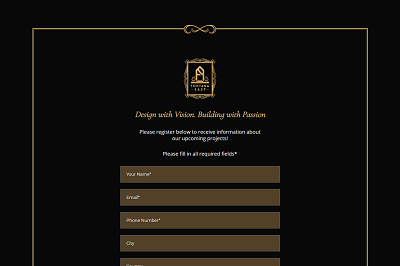 FONTANA
EAST
Design with Vision. Building with Passion
Please register below to receive information about
our upcoming projects!
Please fill in all required fields*
Your Name*
Email*
Phone Number*
City